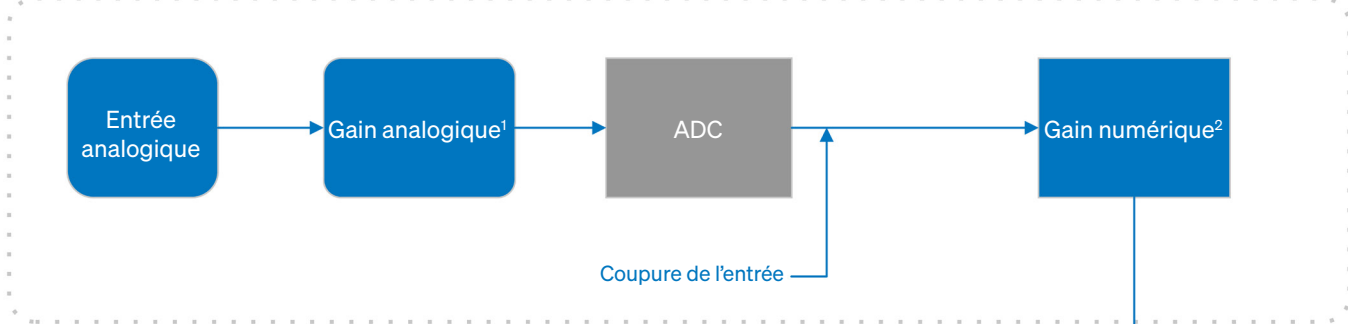 Entrée
analogique
Gain analogique¹
ADC
Gain numérique²
Coupure de l’entrée